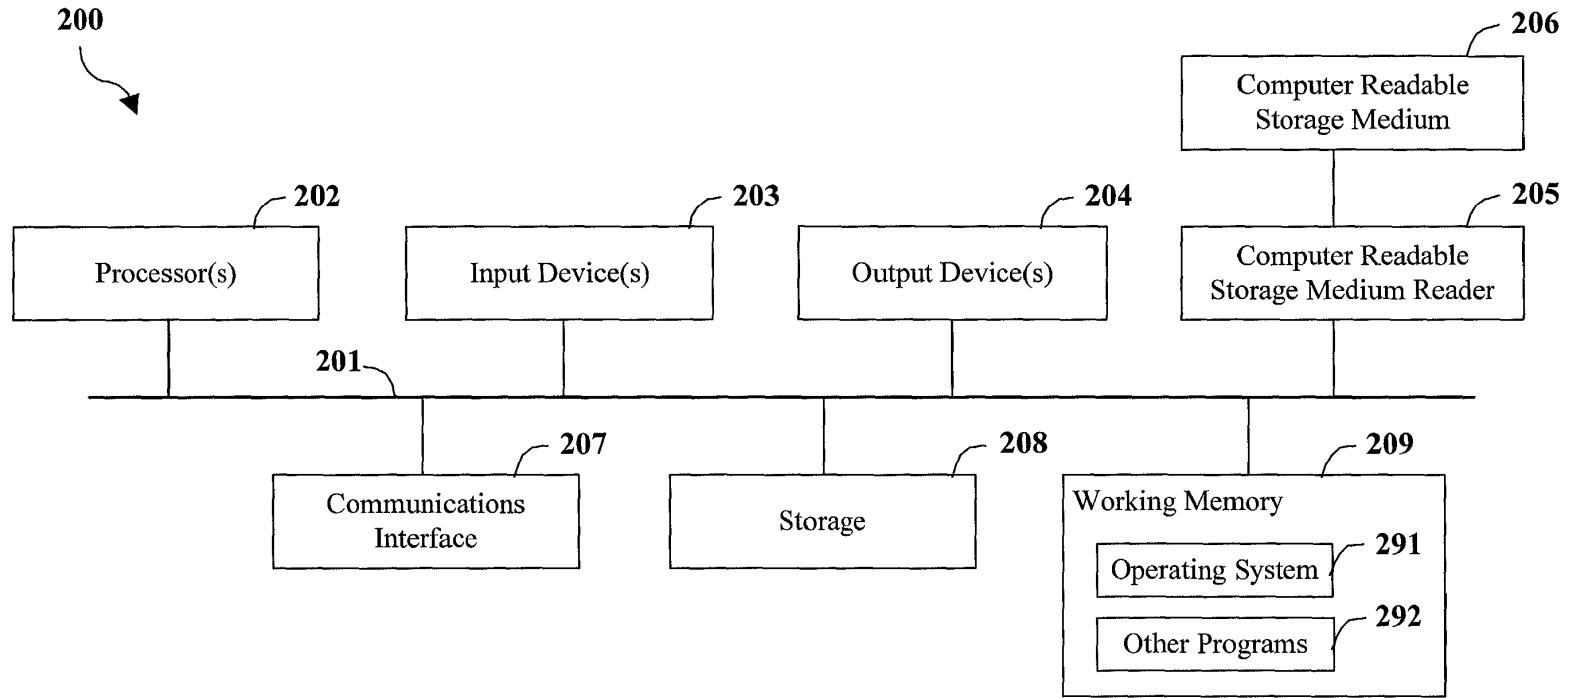 200
206
Computer Readable
Storage Medium
202
203
204
205
Processor(s)
Input Device(s)
Output Device(s)
Computer Readable
Storage Medium Reader
201
207
208
209
Communications
Interface
Storage
Working Memory
291
Operating System
292
Other Programs